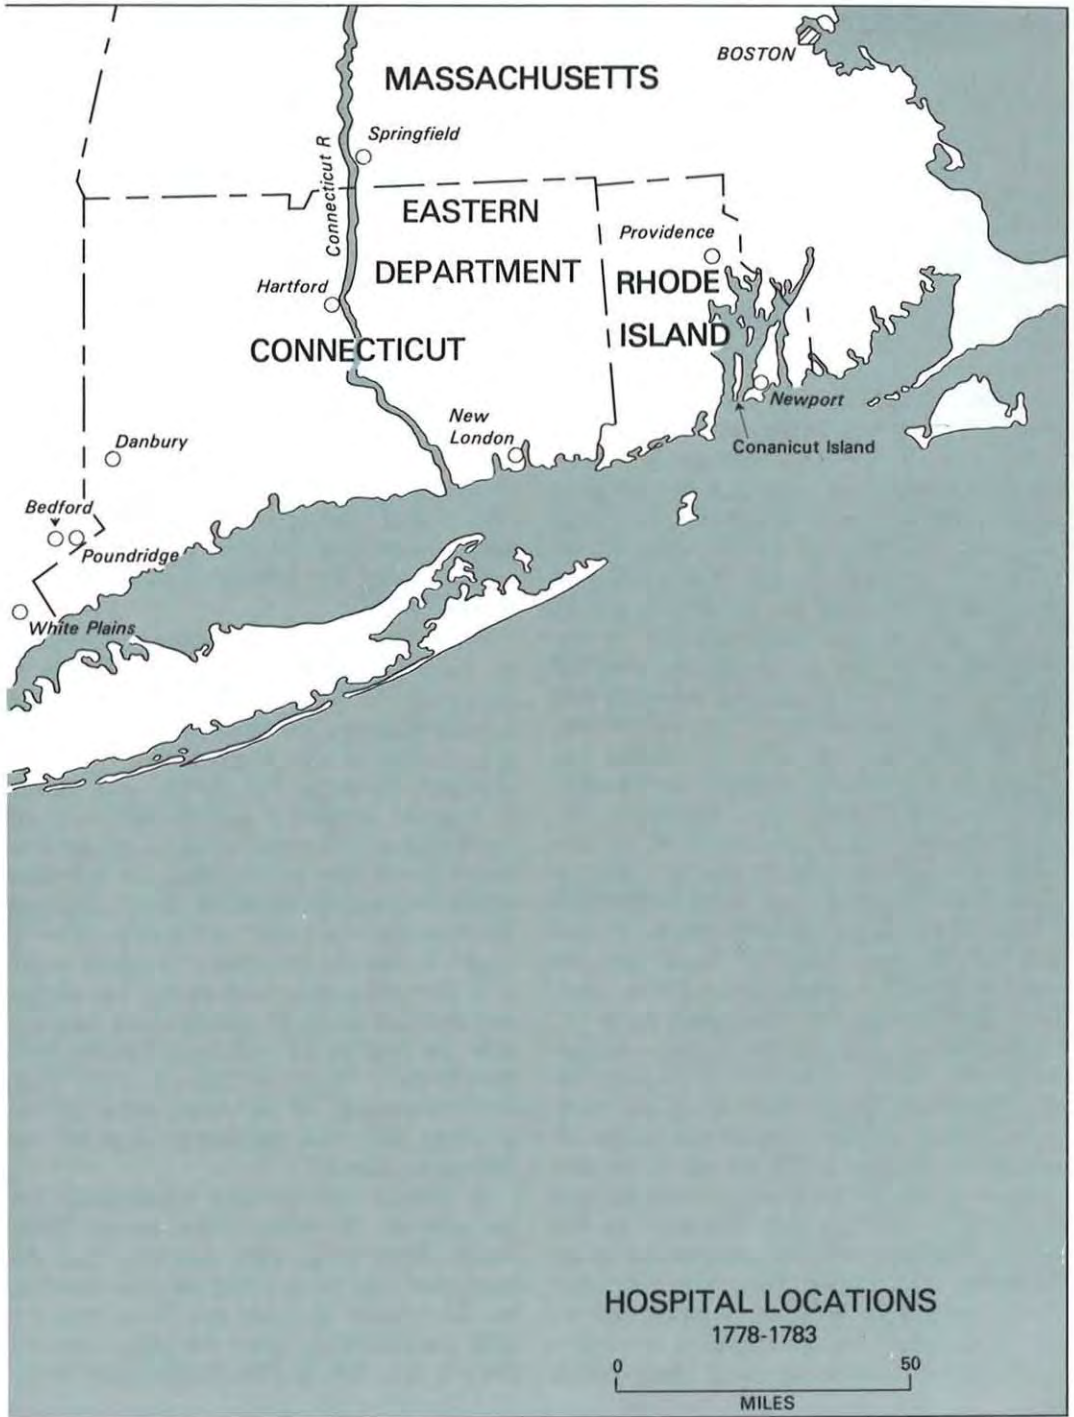 BOSTON
MASSACHUSETTS
Springfield
Connecticut R
EASTERN
DEPARTMENT
Providence
RHODE
ISLAND
Hartford
CONNECTICUT
Newport
Conanicut Island
New
London
Danbury
Bedford
Poundridge
White Plains
HOSPITAL LOCATIONS
1778-1783
0 50
MILES